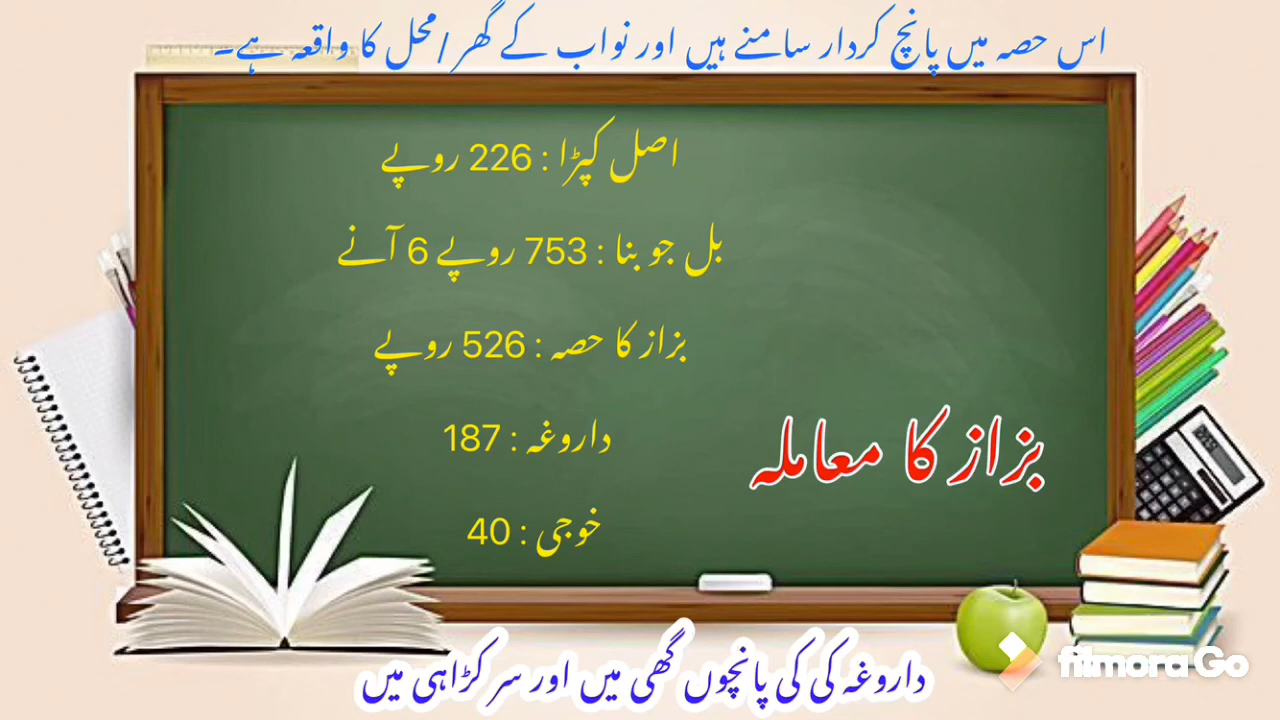 اس حصہ میں پانچ کردار سامنے ہیں اور نواب کے گھر/محل کا واقعہ ہے۔
اصل کپڑا : 226 روپے
بل جو بنا : 753 روپے 6 آنے
بزاز کا حصہ : 526 روپے
داروغہ : 187
خوجی : 40
بزاز کا معاملہ
داروغہ کی کی پانچوں گھی میں اور سر کڑاہی میں
filmora Go